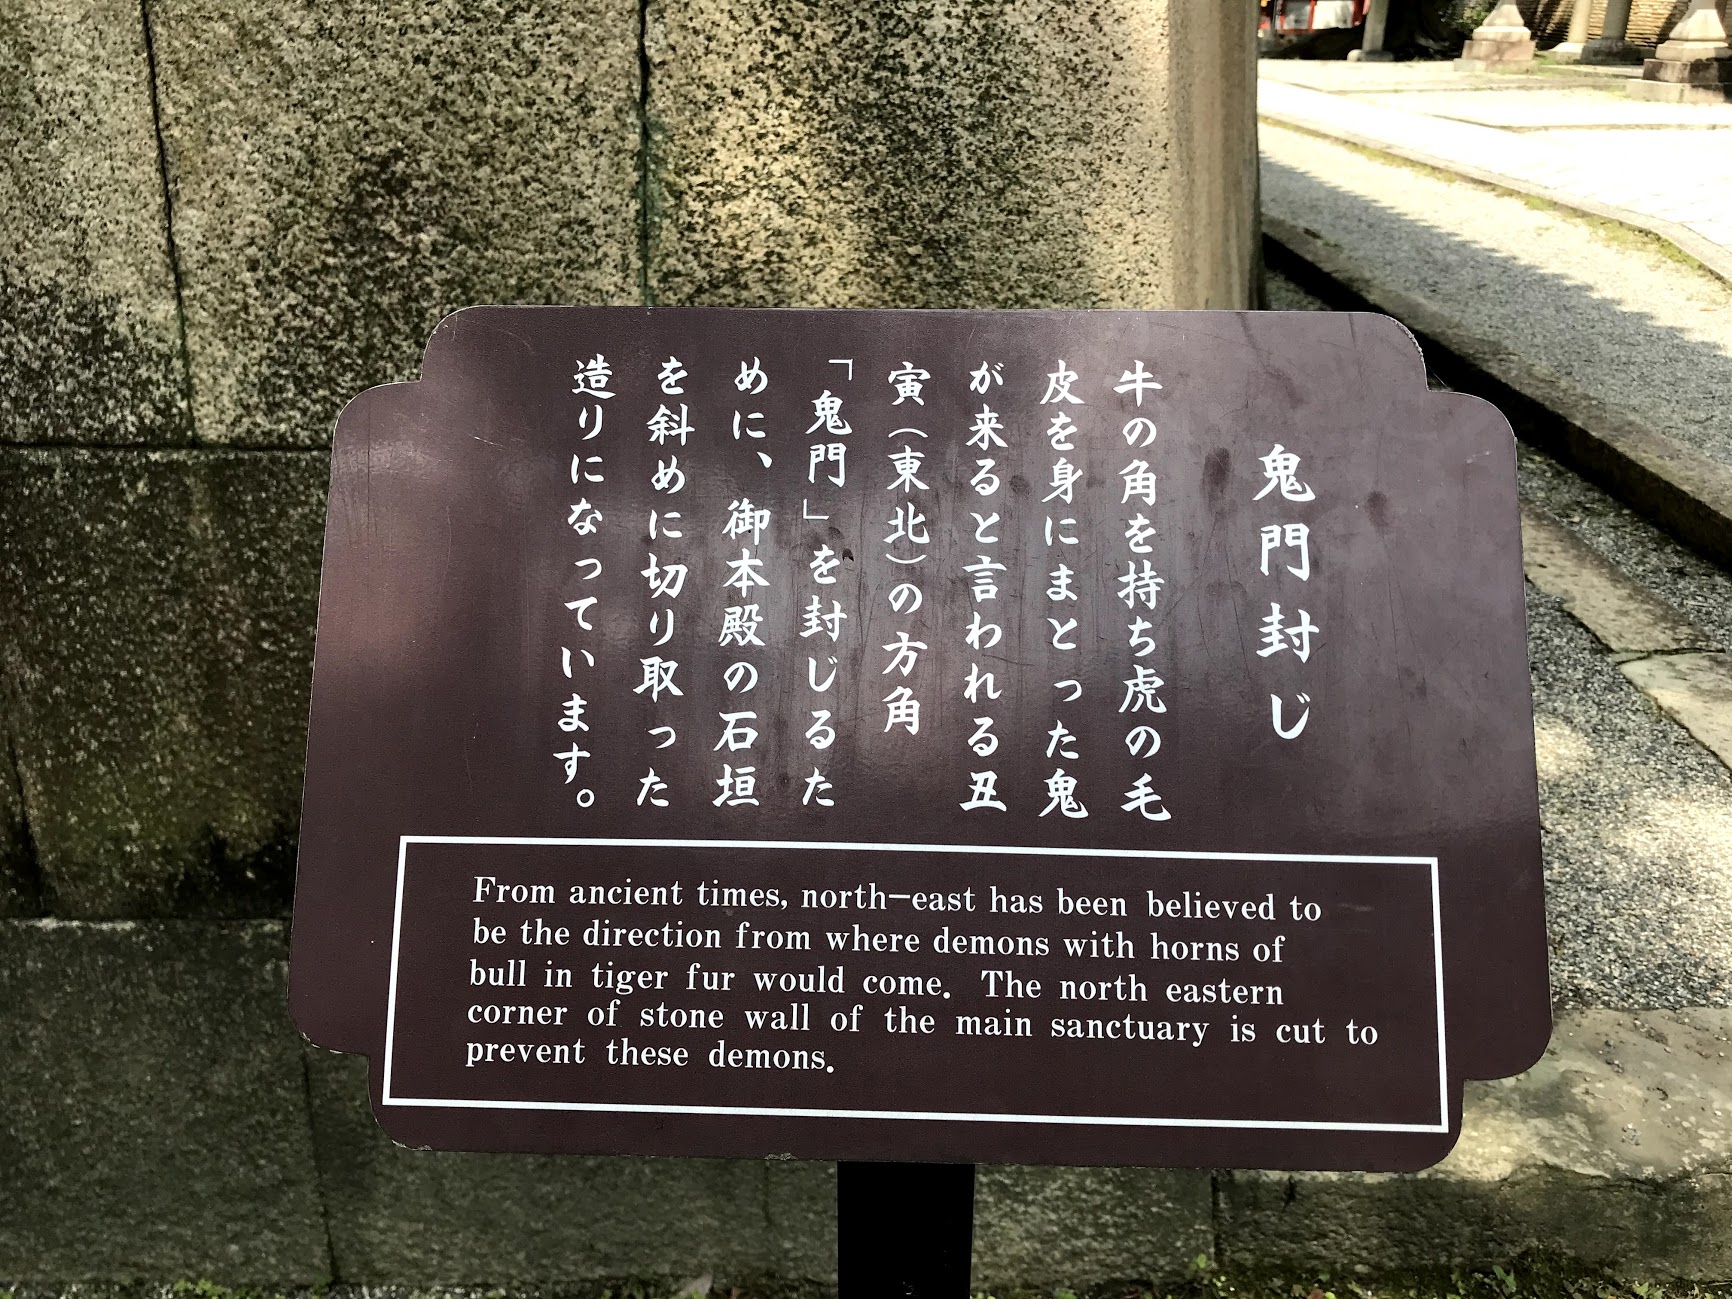 鬼門封じ
牛の角を持ち虎の毛
皮を身にまとった鬼
が来ると言われる丑
寅（東北）の方角
「鬼門」を封じるた
めに、御本殿の石垣
を斜めに切り取った
造りになっています。
From ancient times, north-east has been believed to
be the direction from where demons with horns of
bull in tiger fur would come. The north eastern
corner of stone wall of the main sanctuary is cut to
prevent these demons.